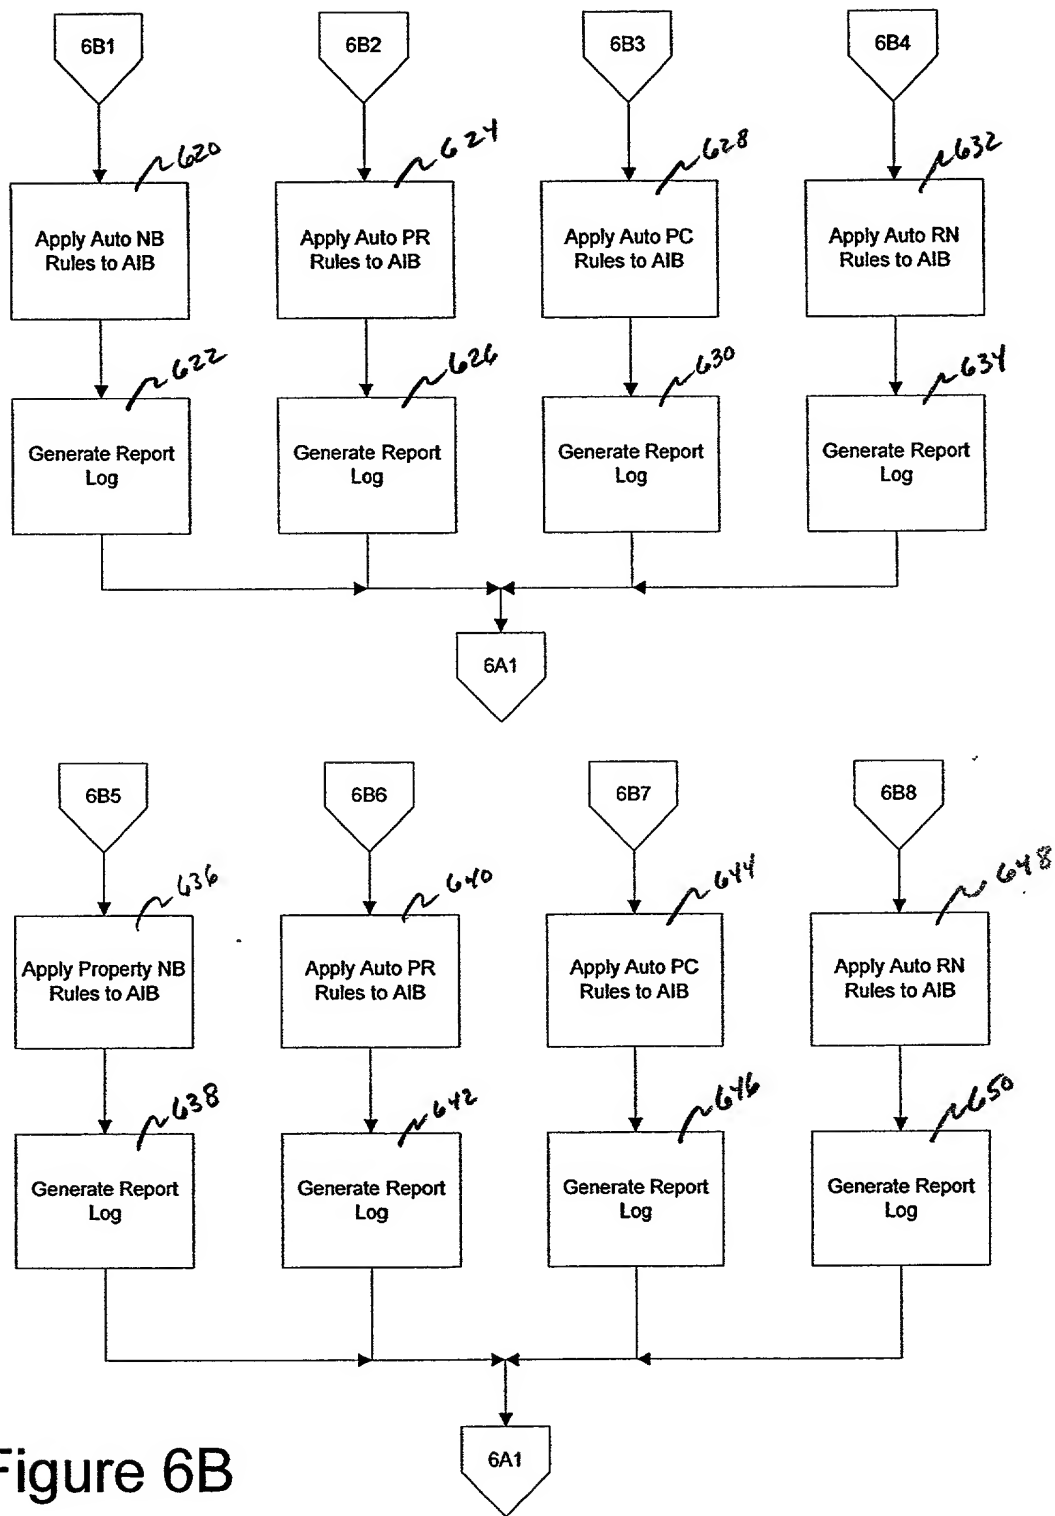 6B1
6B2
6B3
6B4
620
624
628
632
Apply Auto NB
Rules to AIB
Apply Auto PR
Rules to AIB
Apply Auto PC
Rules to AIB
Apply Auto RN
Rules to AIB
622
626
630
634
Generate Report
Log
Generate Report
Log
Generate Report
Log
Generate Report
Log
6A1
6B5
6B6
6B7
6B8
636
640
644
648
Apply Property NB
Rules to AIB
Apply Auto PR
Rules to AIB
Apply Auto PC
Rules to AIB
Apply Auto RN
Rules to AIB
638
642
646
650
Generate Report
Log
Generate Report
Log
Generate Report
Log
Generate Report
Log
6A1
Figure 6B